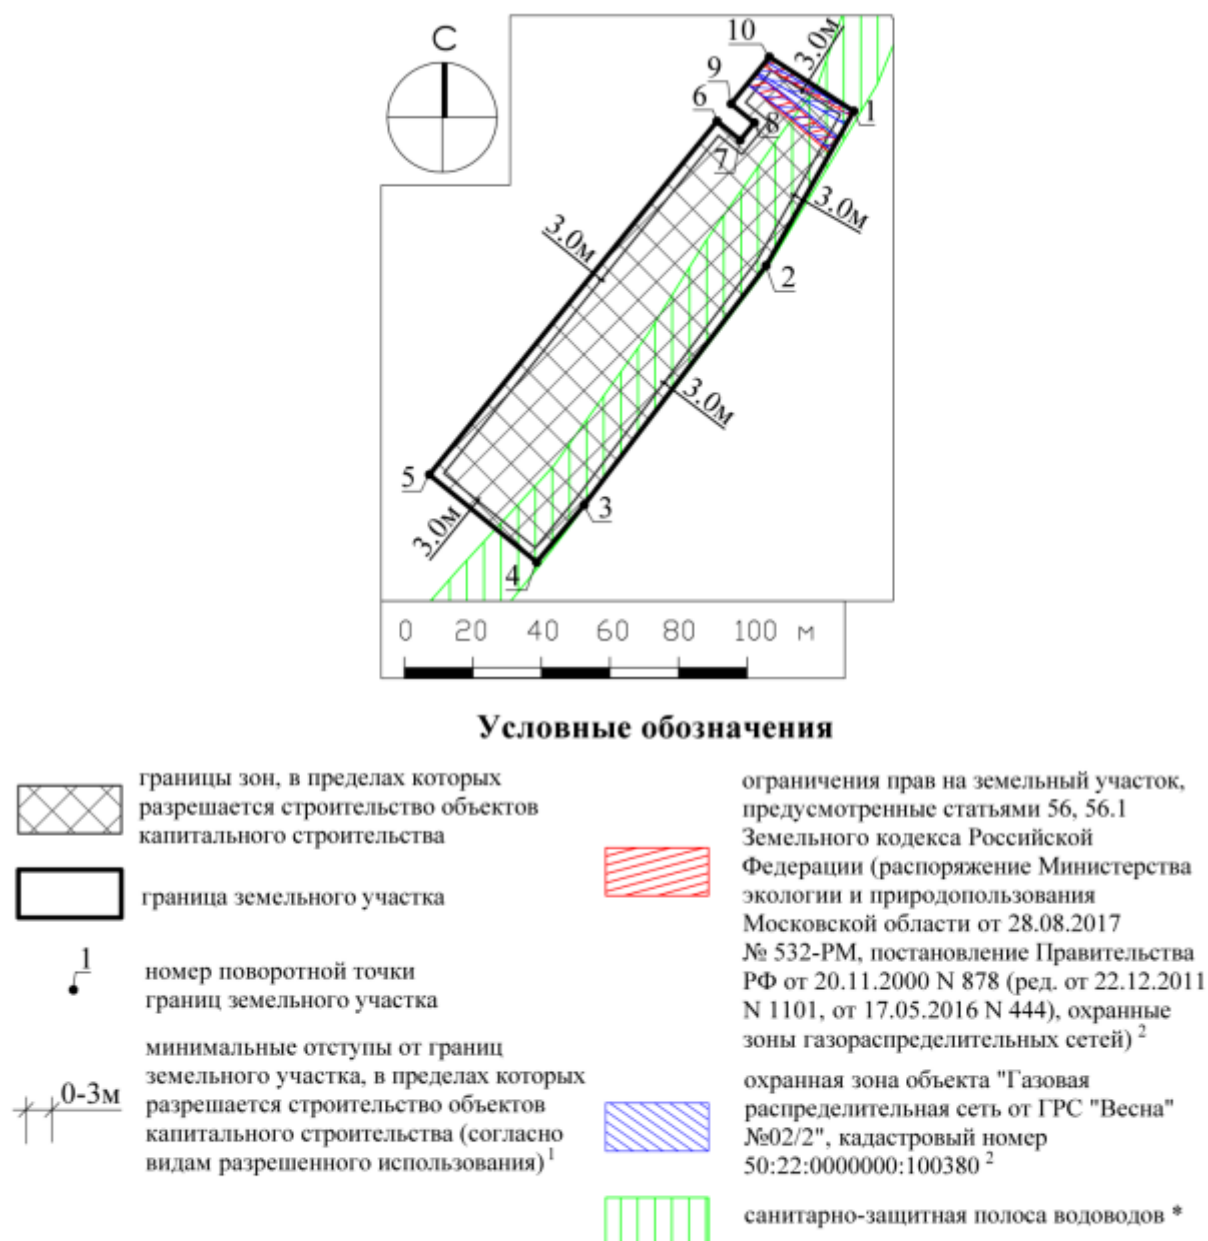 С
10
3.0м
9
6
1
8
7
3.0м
3.0м
2
3.0м
5
3
3.0м
4
0 20 40 60 80 100 м
Условные обозначения
границы зон, в пределах которых
разрешается строительство объектов
капитального строительства
граница земельного участка
1
номер поворотной точки
границ земельного участка
0-3м
минимальные отступы от границ
земельного участка, в пределах которых
разрешается строительство объектов
капитального строительства (согласно
видам разрешенного использования) 1
ограничения прав на земельный участок,
предусмотренные статьями 56, 56.1
Земельного кодекса Российской
Федерации (распоряжение Министерства
экологии и природопользования
Московской области от 28.08.2017
№ 532-РМ, постановление Правительства
РФ от 20.11.2000 N 878 (ред. от 22.12.2011
N 1101, от 17.05.2016 N 444), охранные
зоны газораспределительных сетей) 2
охранная зона объекта "Газовая
распределительная сеть от ГРС "Весна"
№02/2", кадастровый номер
50:22:0000000:100380 2
санитарно-защитная полоса водоводов *